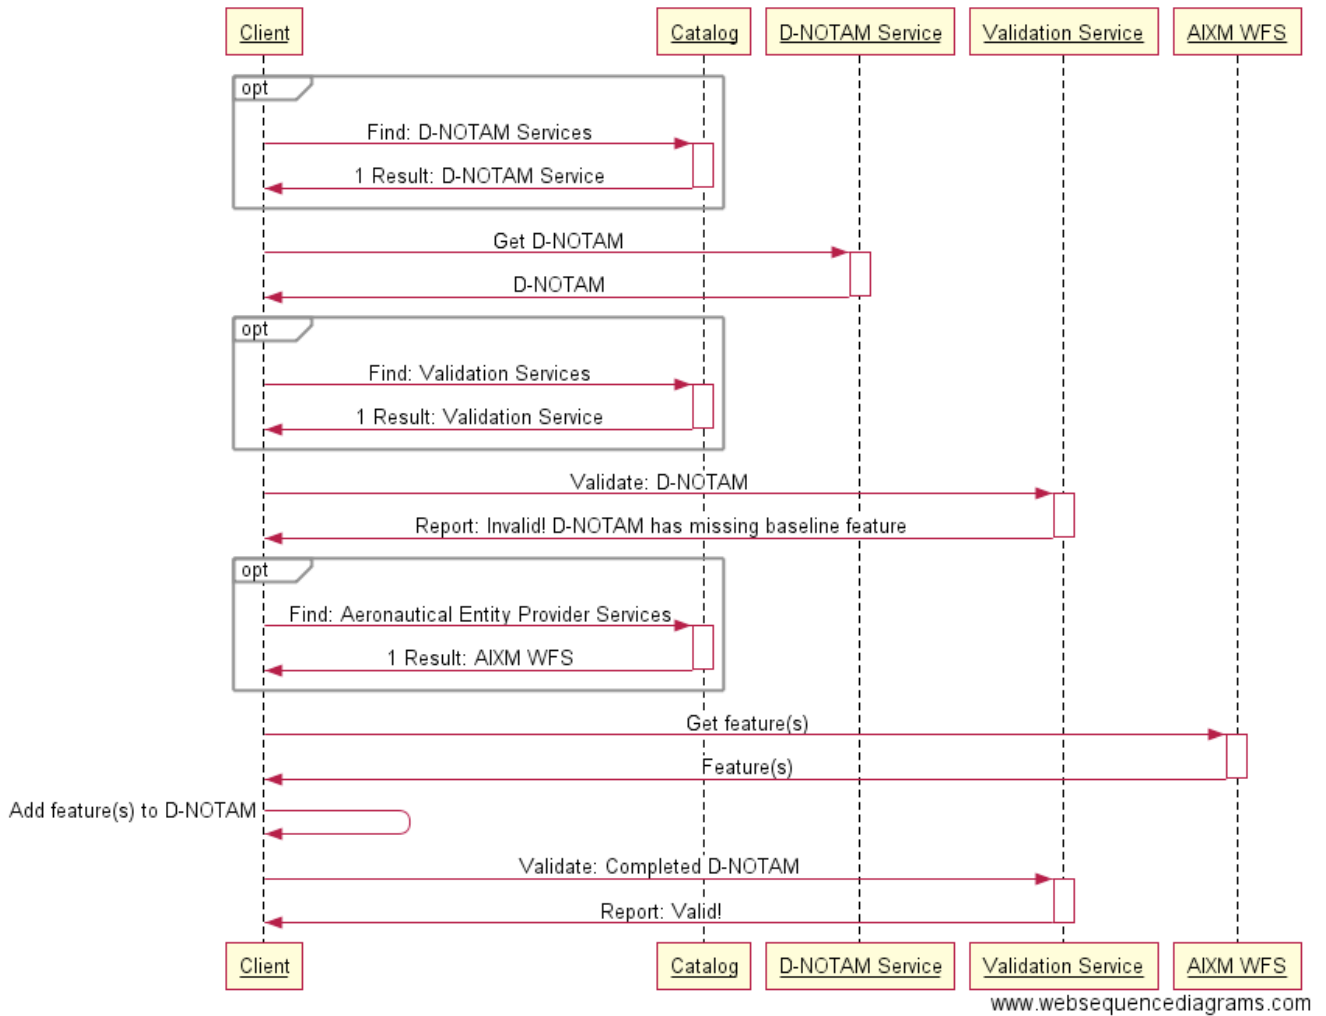 Client
Catalog
D-NOTAM Service
Validation Service
AIXM WFS
opt
Find: D-NOTAM Services
1 Result: D-NOTAM Service
Get D-NOTAM
D-NOTAM
opt
Find: Validation Services
1 Result: Validation Service
Validate: D-NOTAM
Report: Invalid! D-NOTAM has missing baseline feature
opt
Find: Aeronautical Entity Provider Services
1 Result: AIXM WFS
Get feature(s)
Feature(s)
Add feature(s) to D-NOTAM
Validate: Completed D-NOTAM
Report: Valid!
Client
Catalog
D-NOTAM Service
Validation Service
AIXM WFS
www.websequencediagrams.com